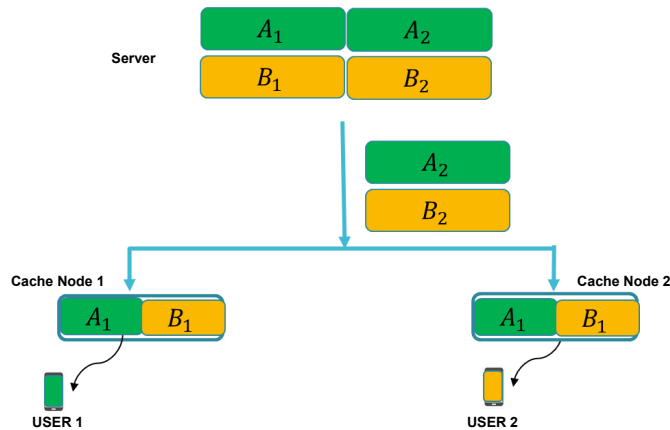 A₁ A₂
Server
B₁ B₂
A₂
B₂
Cache Node 1
Cache Node 2
A₁ B₁
A₁ B₁
USER 1
USER 2